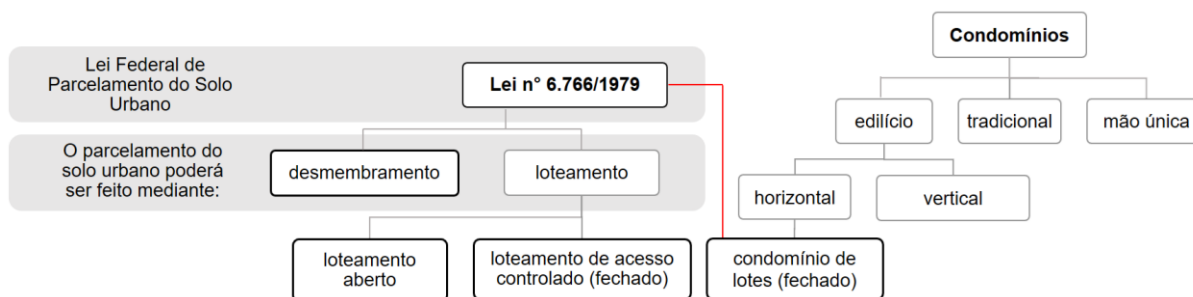 Lei Federal de
Parcelamento do Solo
Urbano
Lei n° 6.766/1979
O parcelamento do
solo urbano poderá
ser feito mediante:
desmembramento
loteamento
loteamento
aberto
loteamento de acesso
controlado (fechado)
Condomínios
edilício
tradicional
mão única
horizontal
vertical
condomínio de
lotes (fechado)